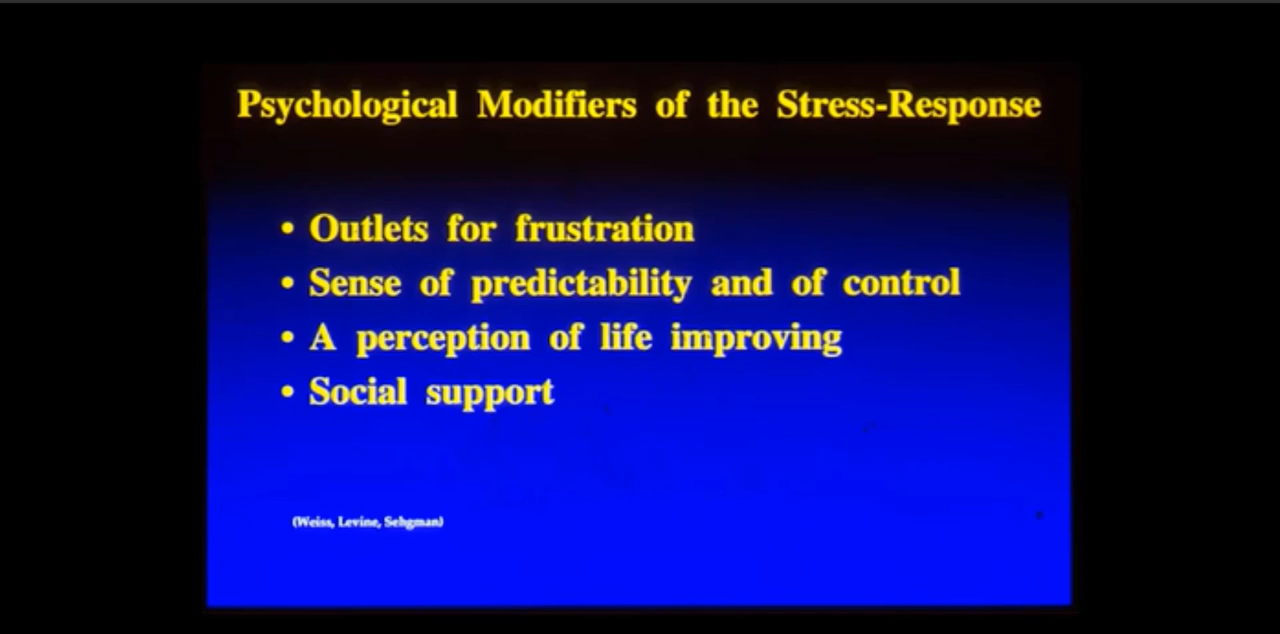 Psychological Modifiers of the Stress-Response
• Outlets for frustration
• Sense of predictability and of control
• A perception of life improving
• Social support
(Weiss, Levine, Seligman)